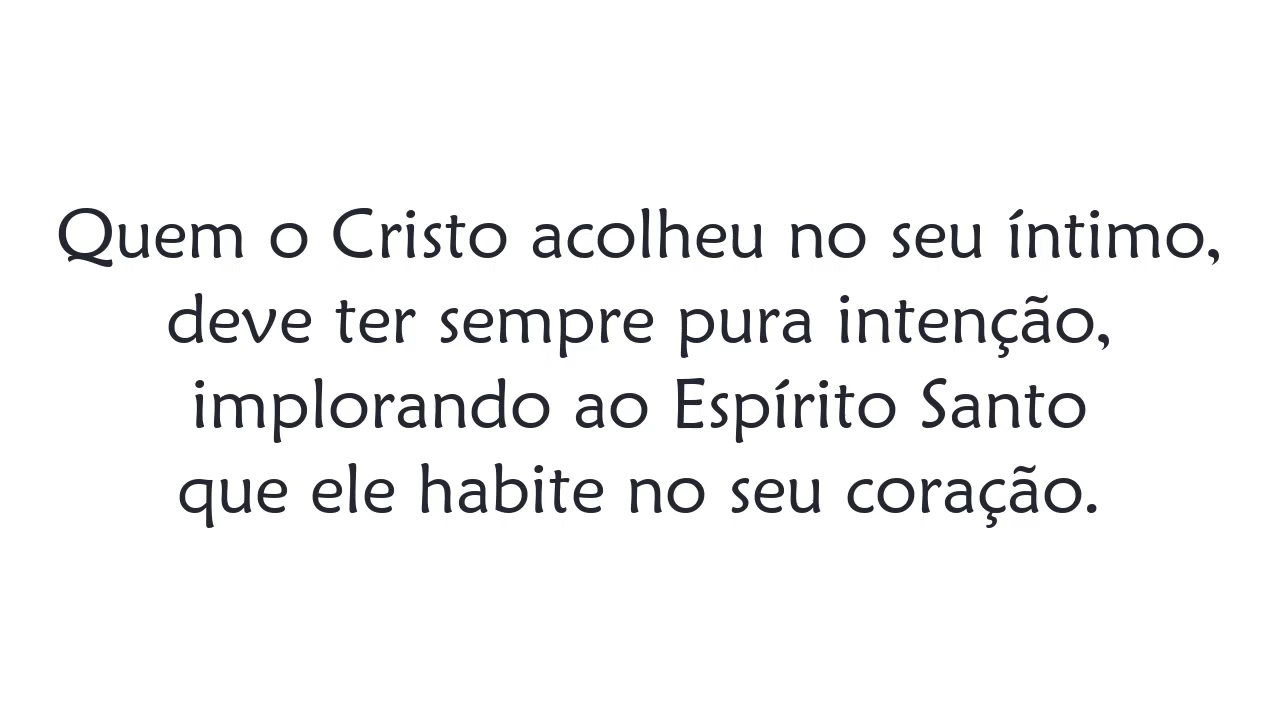 Quem o Cristo acolheu no seu íntimo,
deve ter sempre pura intenção,
implorando ao Espírito Santo
que ele habite no seu coração.